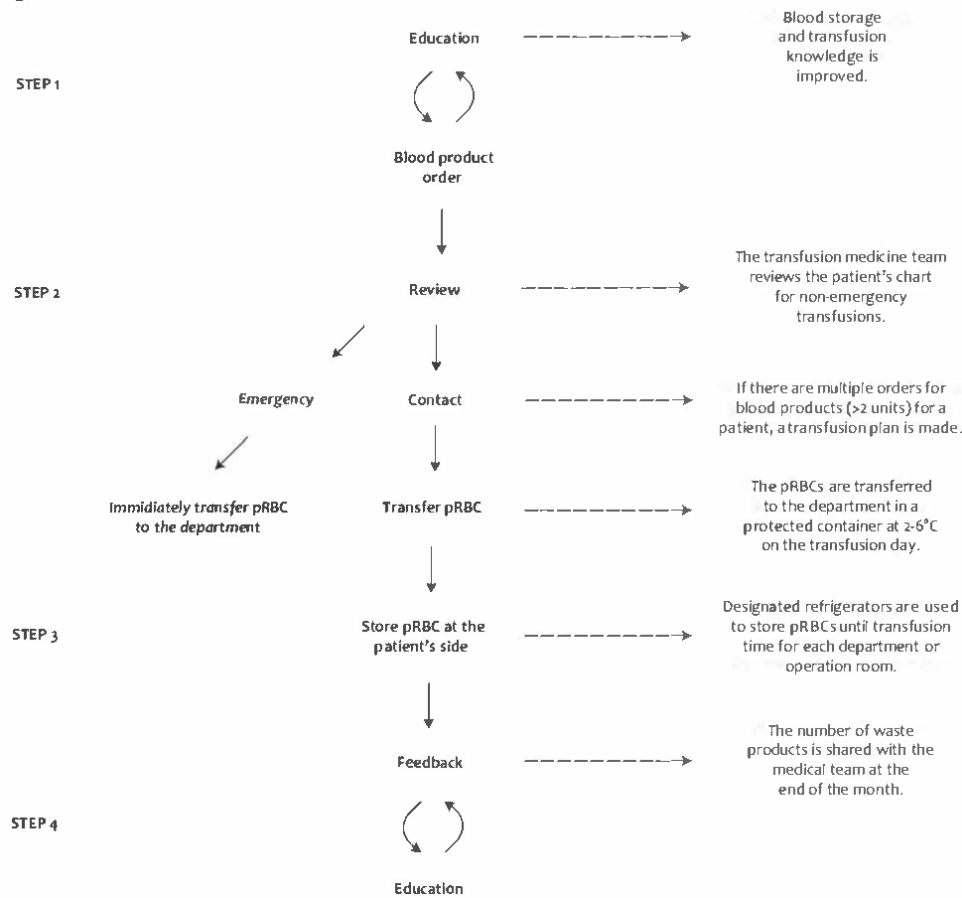 Education
Blood storage
and transfusion
knowledge is
improved.
STEP 1
Blood product
order
STEP 2
Review
The transfusion medicine team
reviews the patient's chart
for non-emergency
transfusions.
Emergency
Contact
If there are multiple orders for
blood products (>2 units) for a
patient, a transfusion plan is made.
Immidiately transfer pRBC
to the department
Transfer pRBC
The pRBCs are transferred
to the department in a
protected container at 2-6°C
on the transfusion day.
STEP 3
Store pRBC at the
patient's side
Designated refrigerators are used
to store pRBCs until transfusion
time for each department or
operation room.
Feedback
The number of waste
products is shared with the
medical team at the
end of the month.
STEP 4
Education